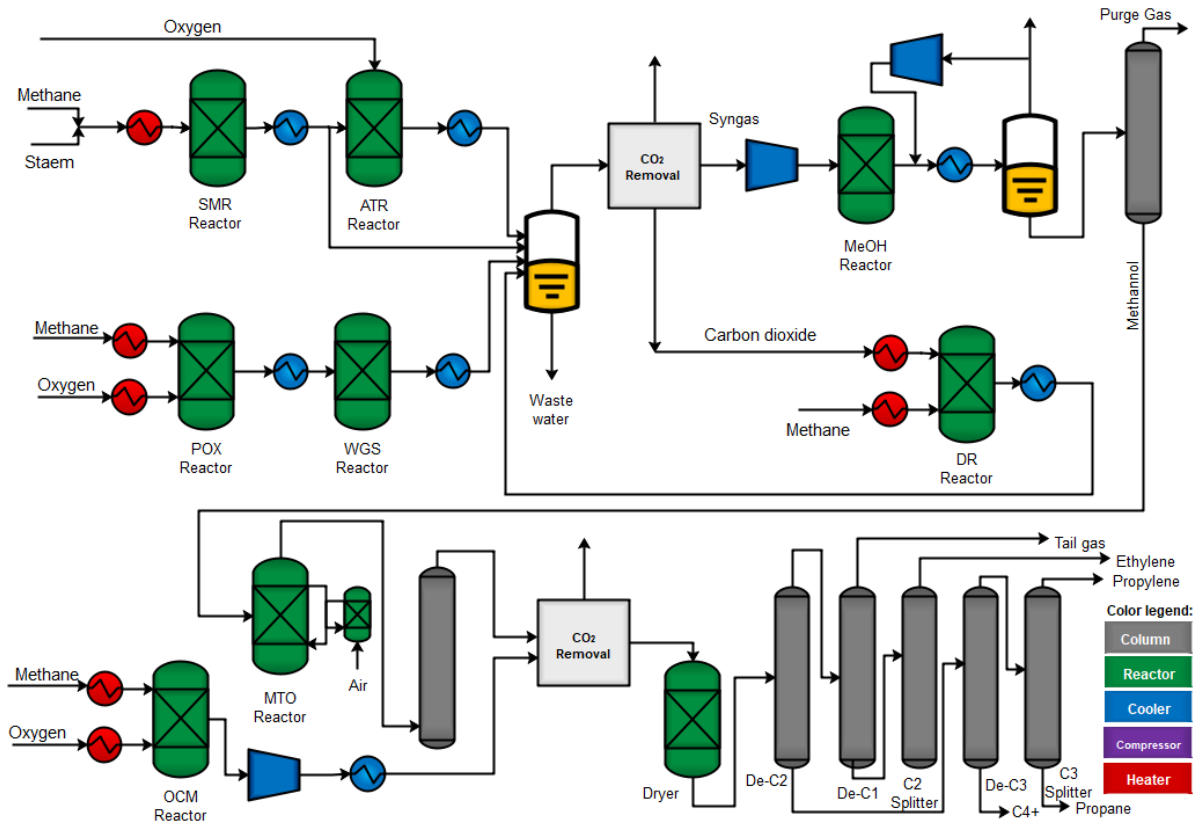 Oxygen
Purge Gas
Methane
Staem
SMR
Reactor
ATR
Reactor
CO₂
Removal
Syngas
MeOH
Reactor
Methannol
Methane
Oxygen
POX
Reactor
WGS
Reactor
Waste
water
Carbon dioxide
Methane
DR
Reactor
Tail gas
Ethylene
Propylene
Color legend:
Column
Reactor
Cooler
Compressor
Heater
MTO
Reactor
Air
CO₂
Removal
Methane
Oxygen
OCM
Reactor
Dryer
De-C2
De-C1
C2
Splitter
De-C3
C3
Splitter
C4+
Propane